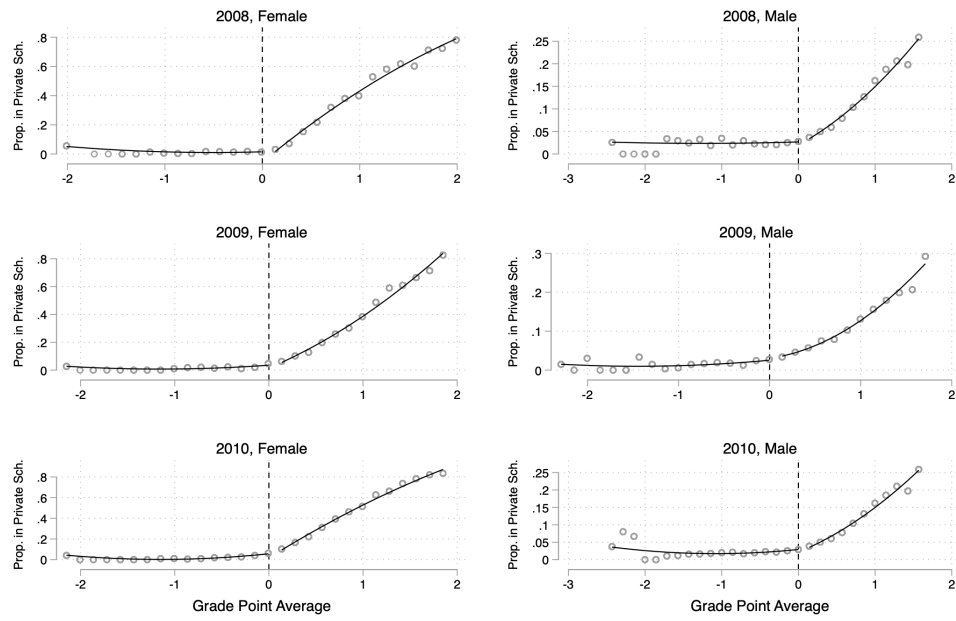 2008, Female
Prop. in Private Sch.
.8
.6
.4
.2
0
-2 -1 0 1 2
2008, Male
Prop. in Private Sch.
.25
.2
.15
.1
.05
0
-3 -2 -1 0 1 2
2009, Female
Prop. in Private Sch.
.8
.6
.4
.2
0
-2 -1 0 1 2
2009, Male
Prop. in Private Sch.
.3
.2
.1
0
-2 -1 0 1 2
2010, Female
Prop. in Private Sch.
.8
.6
.4
.2
0
-2 -1 0 1 2
Grade Point Average
2010, Male
Prop. in Private Sch.
.25
.2
.15
.1
.05
0
-3 -2 -1 0 1 2
Grade Point Average